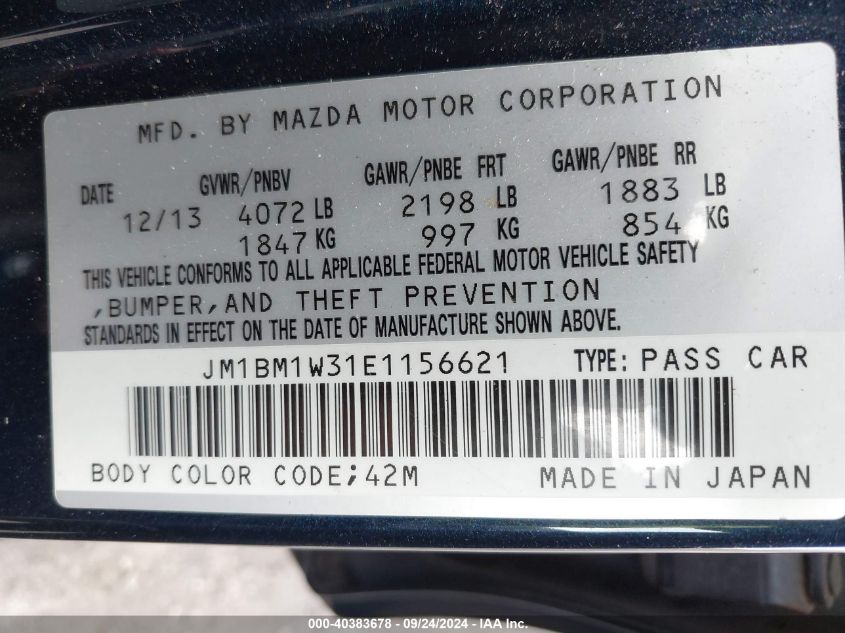 MFD. BY MAZDA MOTOR CORPORATION
DATE GVWR/PNBV GAWR/PNBE FRT GAWR/PNBE RR
12/13 4072 LB 2198 LB 1883 LB
1847 KG 997 KG 854 KG
THIS VEHICLE CONFORMS TO ALL APPLICABLE FEDERAL MOTOR VEHICLE SAFETY
,BUMPER,AND THEFT PREVENTION
STANDARDS IN EFFECT ON THE DATE OF MANUFACTURE SHOWN ABOVE.
JM1BM1W31E1156621 TYPE: PASS CAR
BODY COLOR CODE;42M MADE IN JAPAN
000-40383678 - 09/24/2024 - IAA Inc.